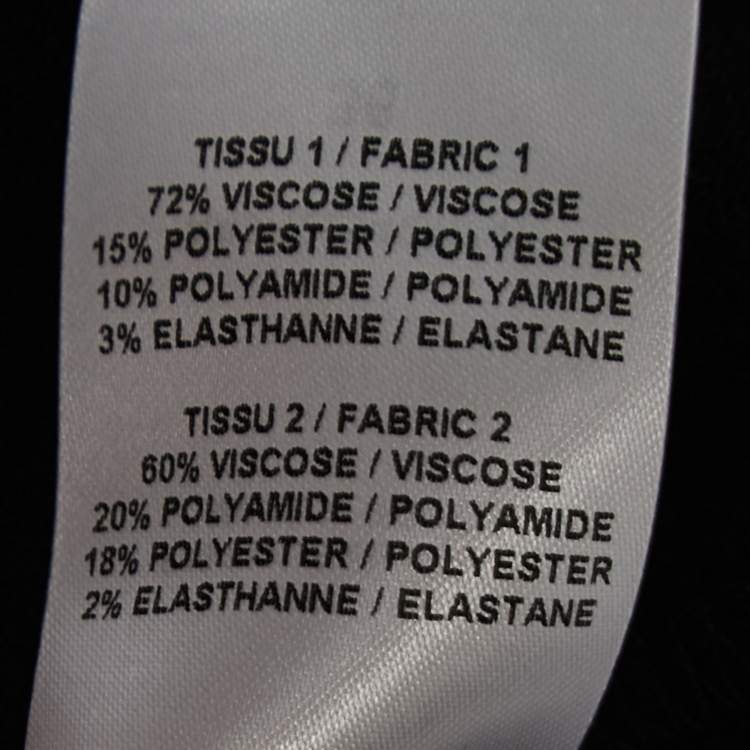 TISSU 1 / FABRIC 1
72% VISCOSE / VISCOSE
15% POLYESTER / POLYESTER
10% POLYAMIDE / POLYAMIDE
3% ELASTHANNE / ELASTANE
TISSU 2 / FABRIC 2
60% VISCOSE / VISCOSE
20% POLYAMIDE / POLYAMIDE
18% POLYESTER / POLYESTER
2% ELASTHANNE / ELASTANE